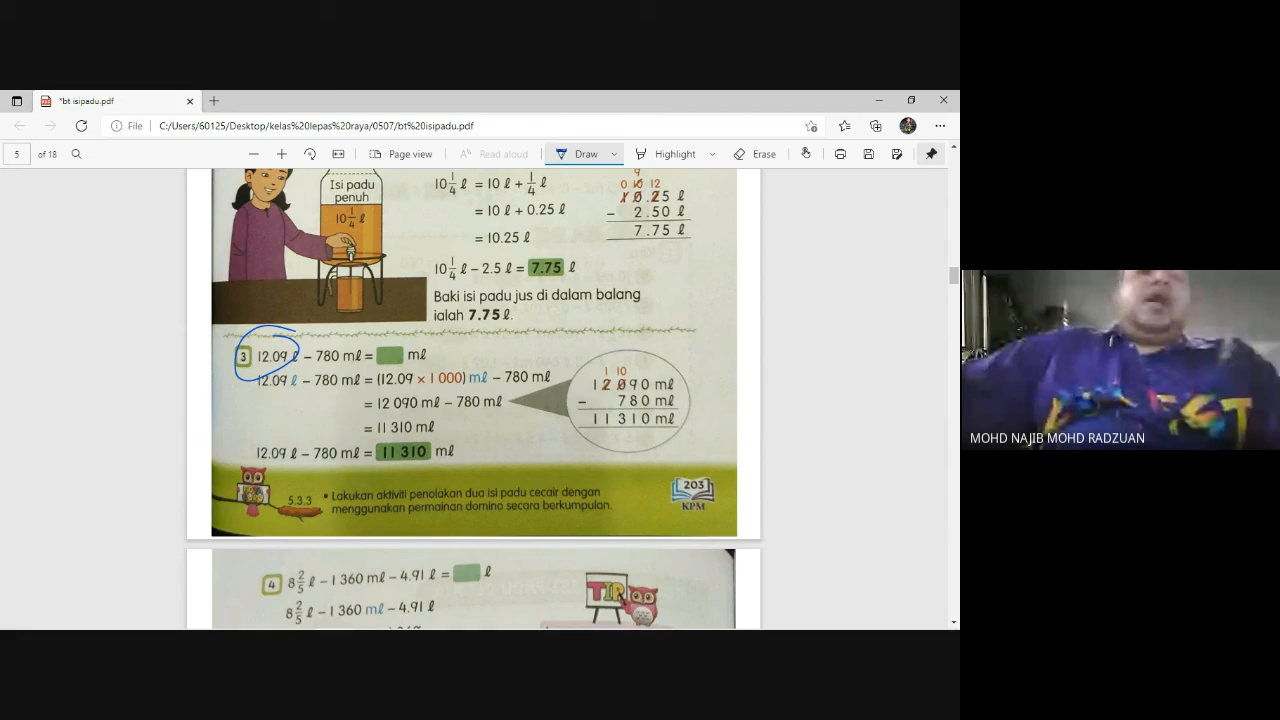 *bt isipadu.pdf
File C:/Users/60125/Desktop/kelas%20lepas%20raya/0507/bt%20isipadu.pdf
5 of 18 Page view Read aloud Draw Highlight Erase
Isi padu
penuh
10 1/4 ℓ
10 1/4 ℓ = 10 ℓ + 1/4 ℓ
= 10 ℓ + 0.25 ℓ
= 10.25 ℓ
9
0 10 12
10.25 ℓ
− 2.50 ℓ
7.75 ℓ
10 1/4 ℓ − 2.5 ℓ = 7.75 ℓ
Baki isi padu jus di dalam balang
ialah 7.75 ℓ.
3 12.09 ℓ − 780 mℓ = mℓ
12.09 ℓ − 780 mℓ = (12.09 × 1 000) mℓ − 780 mℓ
= 12 090 mℓ − 780 mℓ
= 11 310 mℓ
12.09 ℓ − 780 mℓ = 11 310 mℓ
1 10
12 090 mℓ
− 780 mℓ
11 310 mℓ
5.3.3 • Lakukan aktiviti penolakan dua isi padu cecair dengan
menggunakan permainan domino secara berkumpulan.
203
KPM
4 8 2/5 ℓ − 1 360 mℓ − 4.91 ℓ = ℓ
8 2/5 ℓ − 1 360 mℓ − 4.91 ℓ
TIP
MOHD NAJIB MOHD RADZUAN